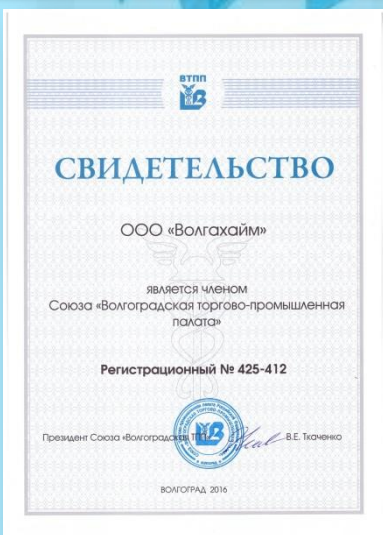 ВТПП
СВИДЕТЕЛЬСТВО
ООО «Волгахайм»
является членом
Союза «Волгоградская торгово-промышленная
палата»
Регистрационный № 425-412
Президент Союза «Волгоградская ТПП»
В.Е. Ткаченко
ВОЛГОГРАД 2016